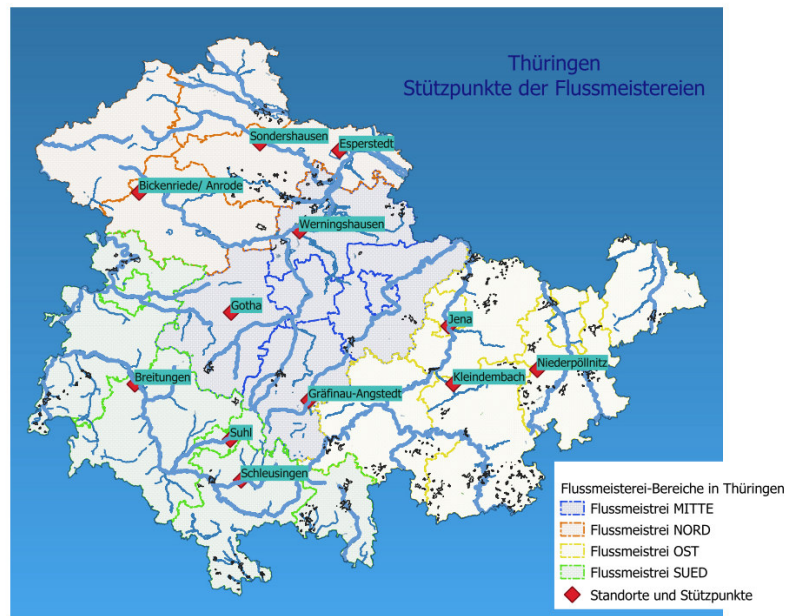 Thüringen
Stützpunkte der Flussmeistereien
Sondershausen
Esperstedt
Bickenriede/ Anrode
Werningshausen
Gotha
Jena
Breitungen
Kleindembach
Niederpöllnitz
Gräfinau-Angstedt
Suhl
Schleusingen
Flussmeisterei-Bereiche in Thüringen
Flussmeistrei MITTE
Flussmeistrei NORD
Flussmeistrei OST
Flussmeistrei SUED
Standorte und Stützpunkte